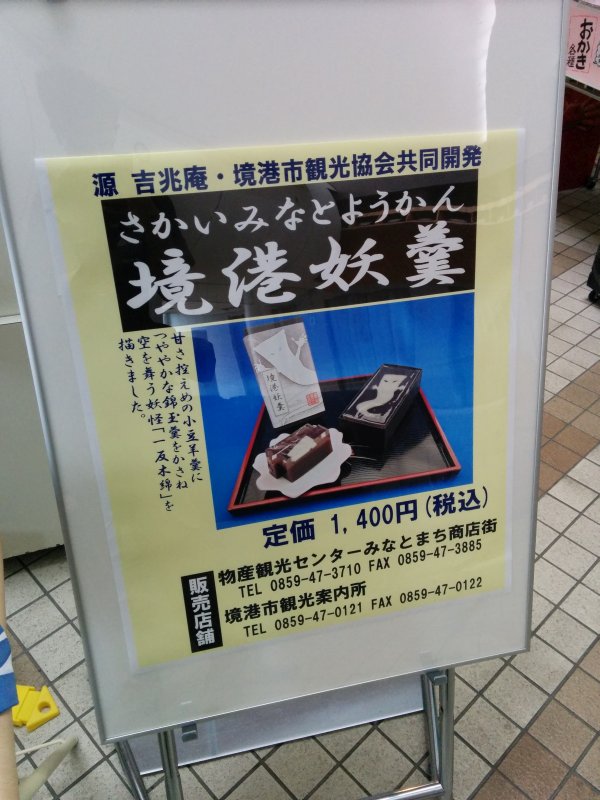 おかき
各種
源 吉兆庵・境港市観光協会共同開発
さかいみなとようかん
境港妖羹
甘さ控えめの小豆羊羹に
つややかな錦玉羹をかさね
空を舞う妖怪「一反木綿」を
描きました。
境港妖羹
定価 1,400円(税込)
販売店舗
物産観光センターみなとまち商店街
TEL 0859-47-3710 FAX 0859-47-3885
境港市観光案内所
TEL 0859-47-0121 FAX 0859-47-0122